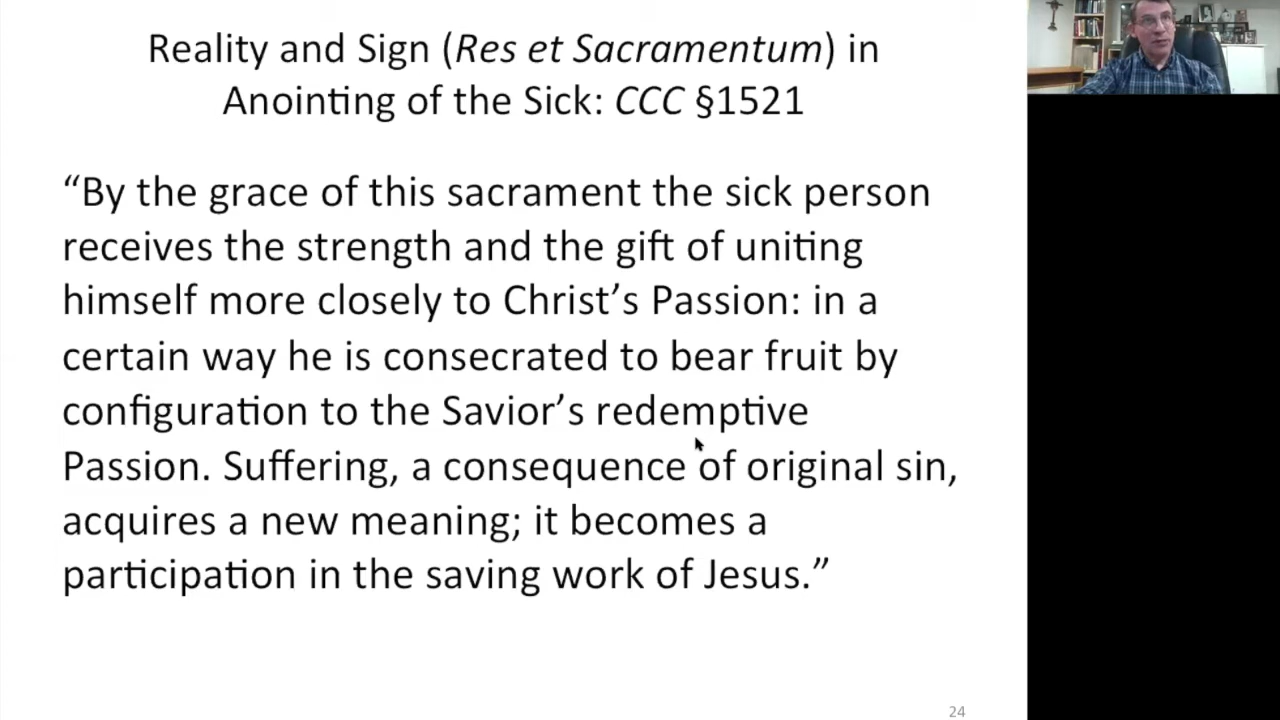 Reality and Sign (Res et Sacramentum) in
Anointing of the Sick: CCC §1521
“By the grace of this sacrament the sick person
receives the strength and the gift of uniting
himself more closely to Christ’s Passion: in a
certain way he is consecrated to bear fruit by
configuration to the Savior’s redemptive
Passion. Suffering, a consequence of original sin,
acquires a new meaning; it becomes a
participation in the saving work of Jesus.”
24